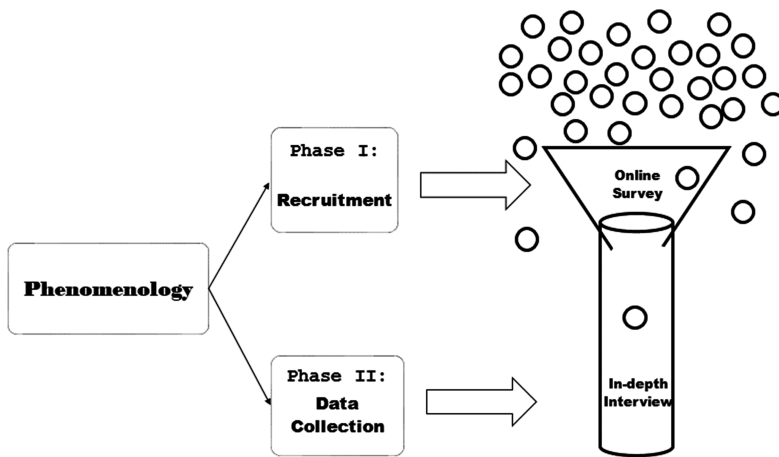 Phase I:
Recruitment
Online
Survey
Phenomenology
Phase II:
Data
Collection
In-depth
Interview